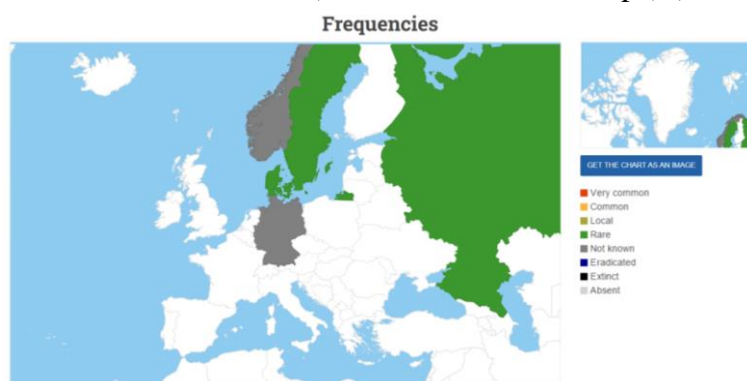 Frequencies
GET THE CHART AS AN IMAGE
Very common
Common
Local
Rare
Not known
Eradicated
Extinct
Absent